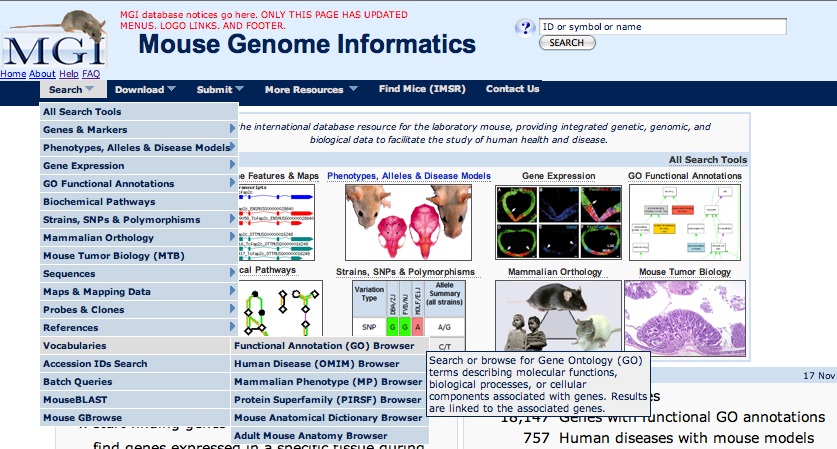 MGI database notices go here. ONLY THIS PAGE HAS UPDATED
MENUS. LOGO LINKS. AND FOOTER.
MGI
Mouse Genome Informatics
?
ID or symbol or name
SEARCH
Home About Help FAQ
Search Download Submit More Resources Find Mice (IMSR) Contact Us
All Search Tools
Genes & Markers
Phenotypes, Alleles & Disease Models
Gene Expression
GO Functional Annotations
Biochemical Pathways
Strains, SNPs & Polymorphisms
Mammalian Orthology
Mouse Tumor Biology (MTB)
Sequences
Maps & Mapping Data
Probes & Clones
References
Vocabularies
Accession IDs Search
Batch Queries
MouseBLAST
Mouse GBrowse
Functional Annotation (GO) Browser
Human Disease (OMIM) Browser
Mammalian Phenotype (MP) Browser
Protein Superfamily (PIRSF) Browser
Mouse Anatomical Dictionary Browser
Adult Mouse Anatomy Browser
Search or browse for Gene Ontology (GO)
terms describing molecular functions,
biological processes, or cellular
components associated with genes. Results
are linked to the associated genes.
he international database resource for the laboratory mouse, providing integrated genetic, genomic, and
biological data to facilitate the study of human health and disease.
All Search Tools
e Features & Maps
Phenotypes, Alleles & Disease Models
Gene Expression
GO Functional Annotations
cal Pathways
Strains, SNPs & Polymorphisms
Mammalian Orthology
Mouse Tumor Biology
Variation
Type
DBA/2J
FVB/NJ
MOLF/EiJ
Allele
Summary
(all strains)
SNP G G A A/G
C/T
17 Nov
es
18,147 Genes with functional GO annotations
757 Human diseases with mouse models
find genes expressed in a specific tissue during